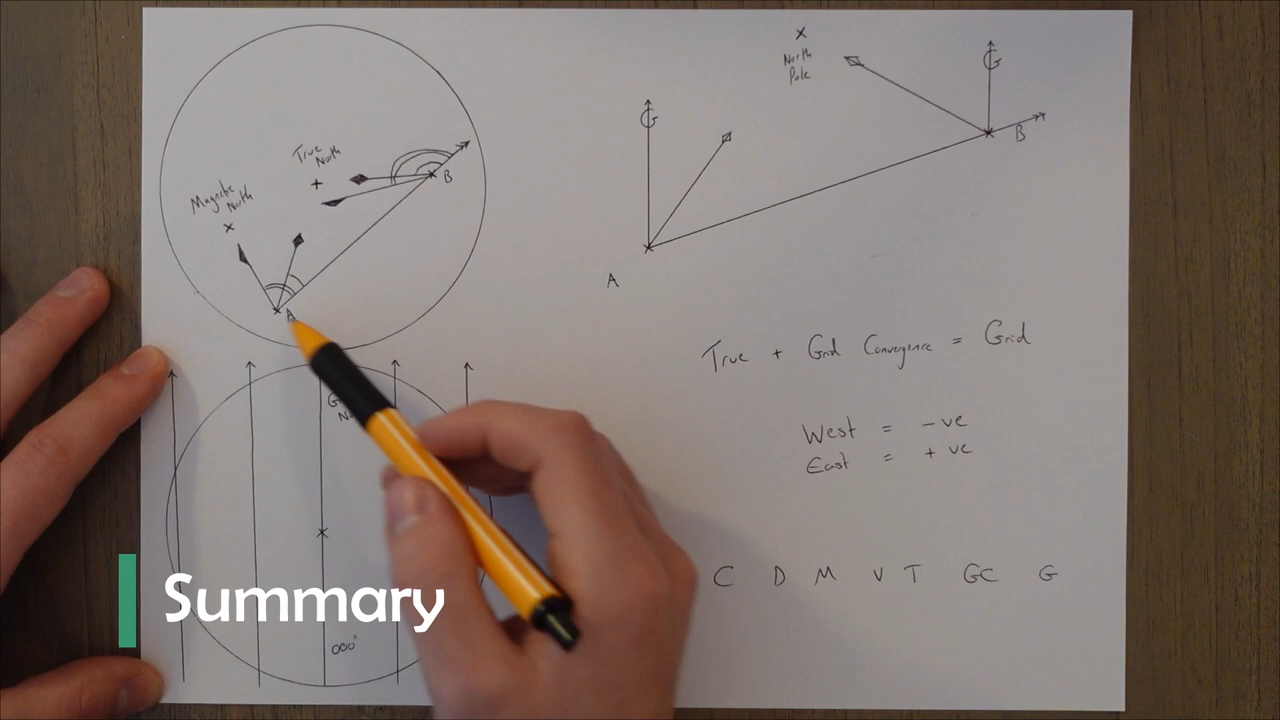 True
North
B
Magnetic
North
A
G
N
000°
Summary
North
Pole
G
G
B
A
True + Grid Convergence = Grid
West = -ve
East = +ve
C D M V T GC G